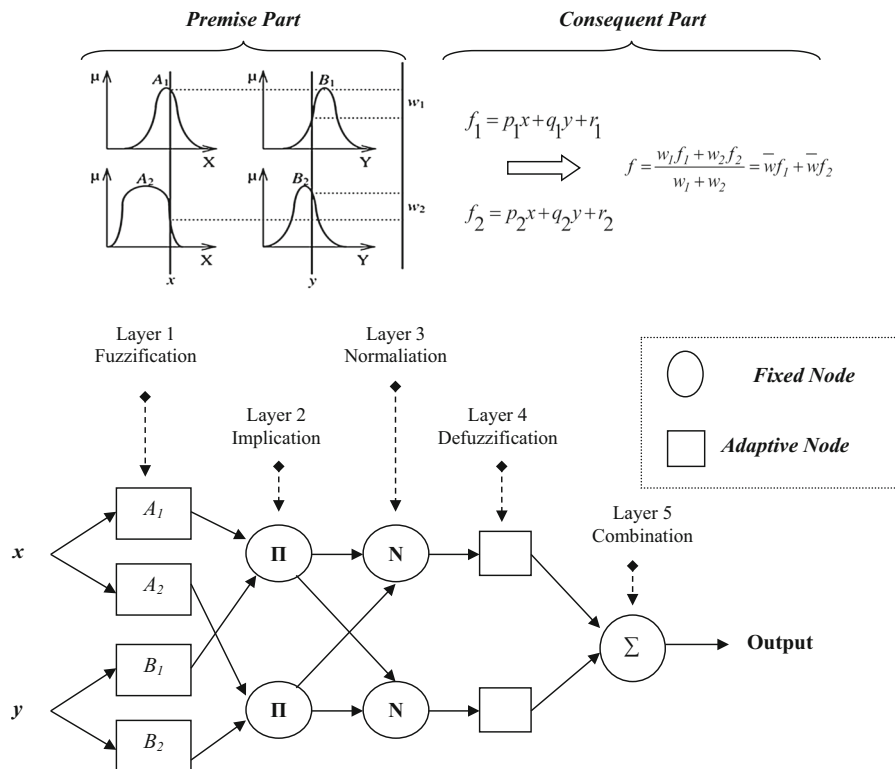 Premise Part
Consequent Part
μ A₁ X
μ B₁ Y
w₁
μ A₂ X
μ B₂ Y
w₂
x
y
f₁ = p₁x+q₁y+r₁
f₂ = p₂x+q₂y+r₂
f = (w₁f₁+w₂f₂)/(w₁+w₂) = w̅f₁+w̅f₂
Layer 1
Fuzzification
Layer 2
Implication
Layer 3
Normaliation
Layer 4
Defuzzification
Layer 5
Combination
Fixed Node
Adaptive Node
x
y
A₁
A₂
B₁
B₂
Π
Π
N
N
Σ
Output